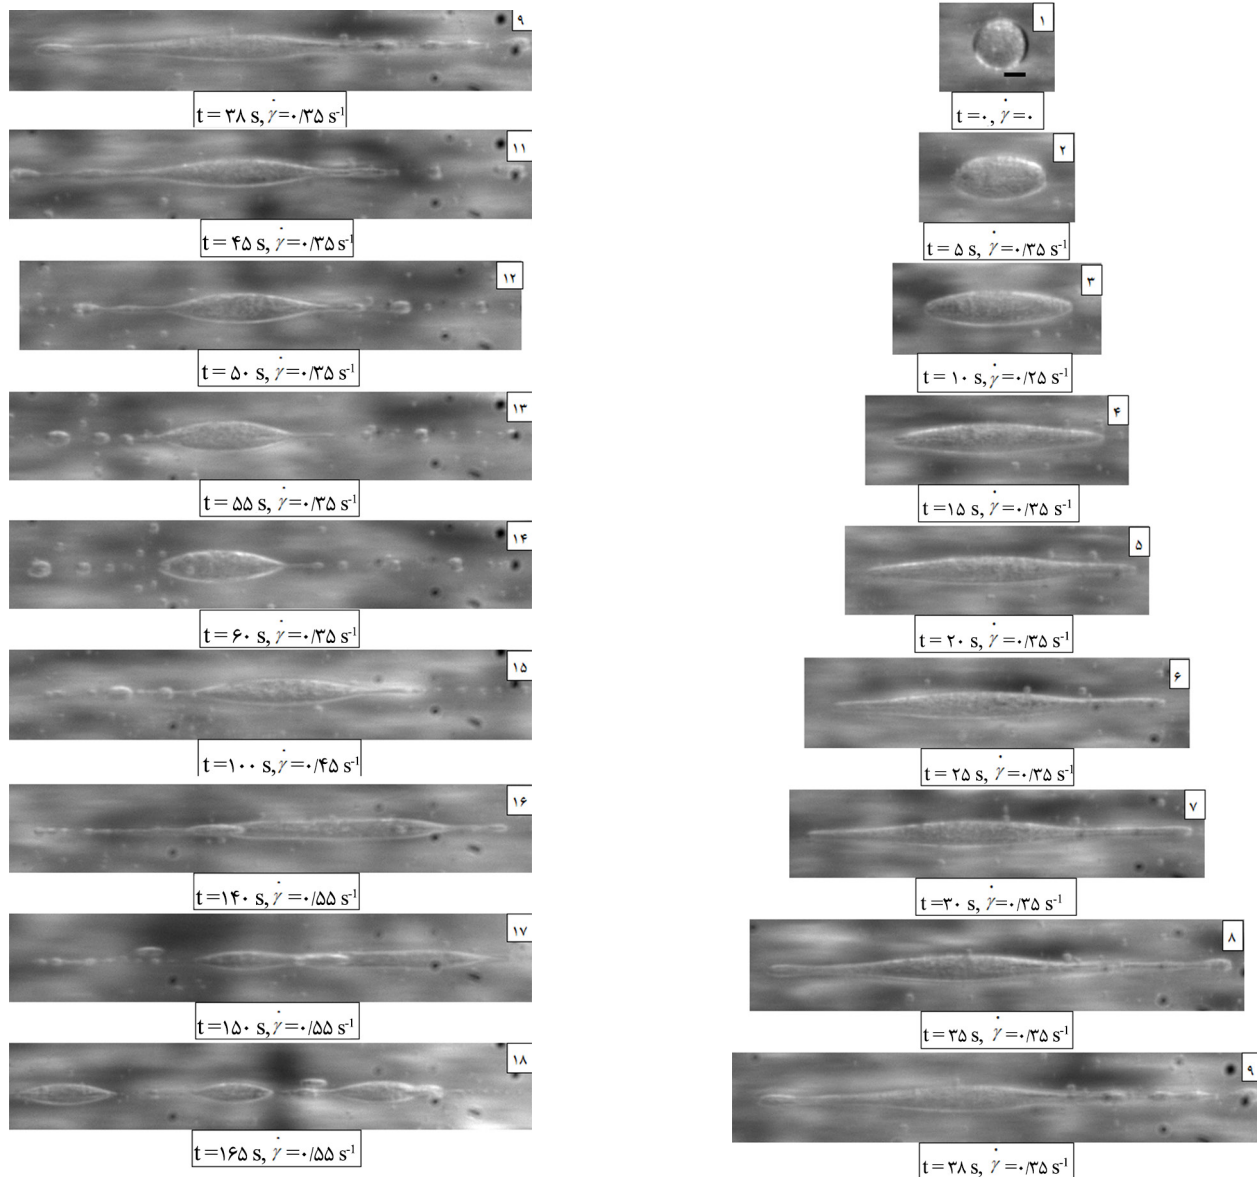 ۱
t =۰, γ̇ =۰
۲
t = ۵ s, γ̇ =۰/۳۵ s-1
۳
t = ۱۰ s, γ̇ =۰/۲۵ s-1
۴
t =۱۵ s, γ̇ =۰/۳۵ s-1
۵
t = ۲۰ s, γ̇ =۰/۳۵ s-1
۶
t = ۲۵ s, γ̇ =۰/۳۵ s-1
۷
t =۳۰ s, γ̇ =۰/۳۵ s-1
۸
t = ۳۵ s, γ̇ =۰/۳۵ s-1
۹
t = ۳۸ s, γ̇ =۰/۳۵ s-1
۹
t = ۳۸ s, γ̇ =۰/۳۵ s-1
۱۱
t = ۴۵ s, γ̇ =۰/۳۵ s-1
۱۲
t = ۵۰ s, γ̇ =۰/۳۵ s-1
۱۳
t = ۵۵ s, γ̇ =۰/۳۵ s-1
۱۴
t = ۶۰ s, γ̇ =۰/۳۵ s-1
۱۵
t =۱۰۰ s, γ̇ =۰/۴۵ s-1
۱۶
t =۱۴۰ s, γ̇ =۰/۵۵ s-1
۱۷
t =۱۵۰ s, γ̇ =۰/۵۵ s-1
۱۸
t =۱۶۵ s, γ̇ =۰/۵۵ s-1